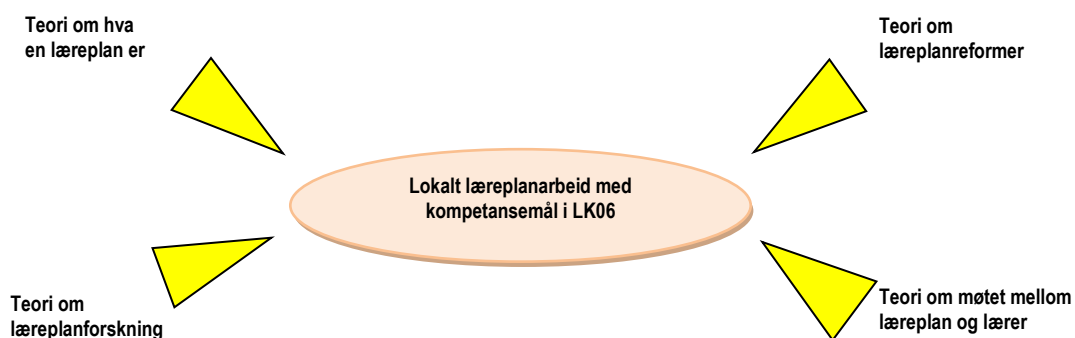 Teori om hva
en læreplan er
Teori om
læreplanreformer
Lokalt læreplanarbeid med
kompetansemål i LK06
Teori om
læreplanforskning
Teori om møtet mellom
læreplan og lærer